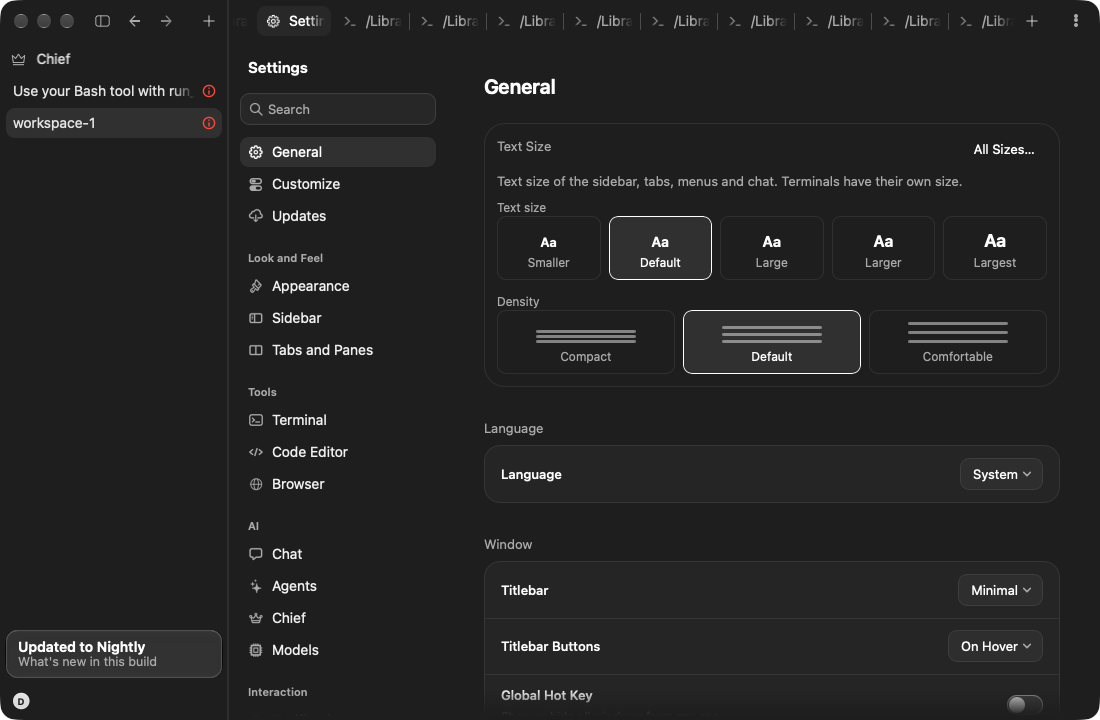 Settin
/Libra
/Libra
/Libra
/Libra
/Libra
/Libra
/Libra
/Libra
/Libr
Chief
Use your Bash tool with run_
workspace-1
Updated to Nightly
What's new in this build
D
Settings
Search
General
Customize
Updates
Look and Feel
Appearance
Sidebar
Tabs and Panes
Tools
Terminal
Code Editor
Browser
AI
Chat
Agents
Chief
Models
Interaction
General
Text Size
All Sizes...
Text size of the sidebar, tabs, menus and chat. Terminals have their own size.
Text size
Aa
Smaller
Aa
Default
Aa
Large
Aa
Larger
Aa
Largest
Density
Compact
Default
Comfortable
Language
Language
System
Window
Titlebar
Minimal
Titlebar Buttons
On Hover
Global Hot Key